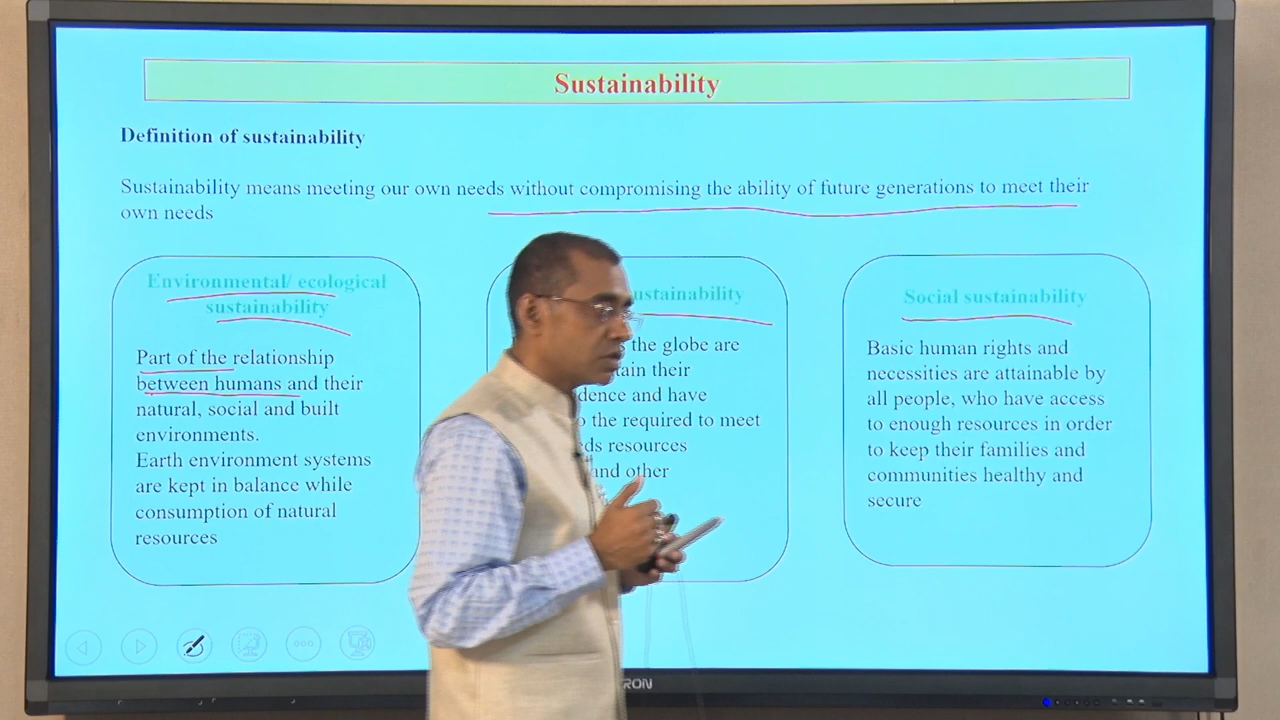 Sustainability
Definition of sustainability
Sustainability means meeting our own needs without compromising the ability of future generations to meet their
own needs
Environmental/ ecological
sustainability
Part of the relationship
between humans and their
natural, social and built
environments.
Earth environment systems
are kept in balance while
consumption of natural
resources
ustainability
the globe are
tain their
dence and have
the required to meet
ds resources
and other
Social sustainability
Basic human rights and
necessities are attainable by
all people, who have access
to enough resources in order
to keep their families and
communities healthy and
secure
RON